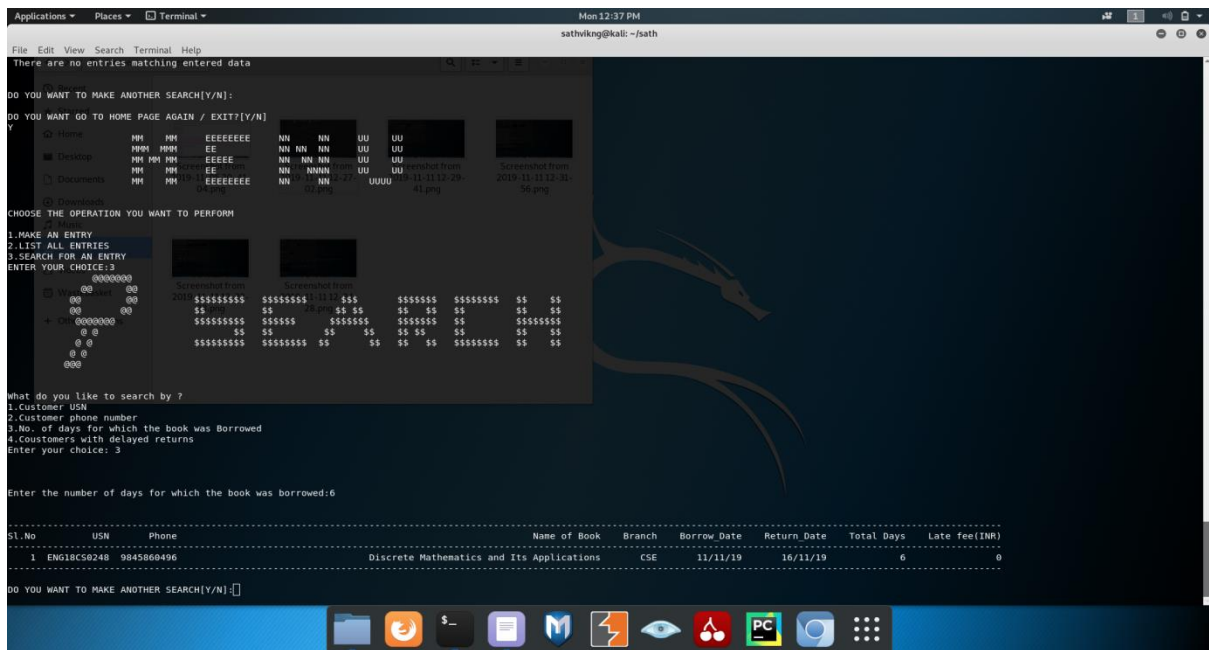 Applications Places Terminal Mon 12:37 PM 1
sathvikng@kali: ~/sath
File Edit View Search Terminal Help
There are no entries matching entered data
DO YOU WANT TO MAKE ANOTHER SEARCH[Y/N]:
DO YOU WANT GO TO HOME PAGE AGAIN / EXIT?[Y/N]
Y
MENU
CHOOSE THE OPERATION YOU WANT TO PERFORM
1.MAKE AN ENTRY
2.LIST ALL ENTRIES
3.SEARCH FOR AN ENTRY
ENTER YOUR CHOICE:3
SEARCH
What do you like to search by ?
1.Customer USN
2.Customer phone number
3.No. of days for which the book was Borrowed
4.Coustomers with delayed returns
Enter your choice: 3
Enter the number of days for which the book was borrowed:6
Sl.No USN Phone Name of Book Branch Borrow_Date Return_Date Total Days Late fee(INR)
1 ENG18CS0248 9845860496 Discrete Mathematics and Its Applications CSE 11/11/19 16/11/19 6 0
DO YOU WANT TO MAKE ANOTHER SEARCH[Y/N]: